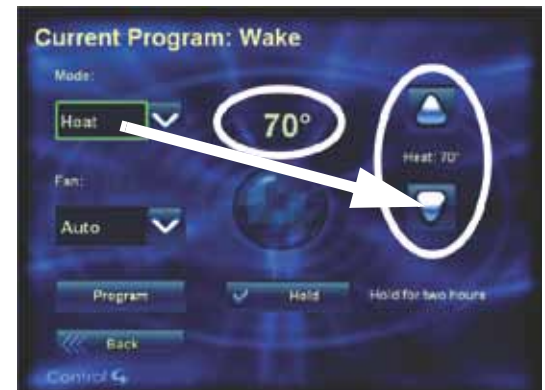 Current Program: Wake
Mode:
Heat
70°
Heat: 70°
Fan:
Auto
Program
Hold
Hold for two hours
Back
Control4